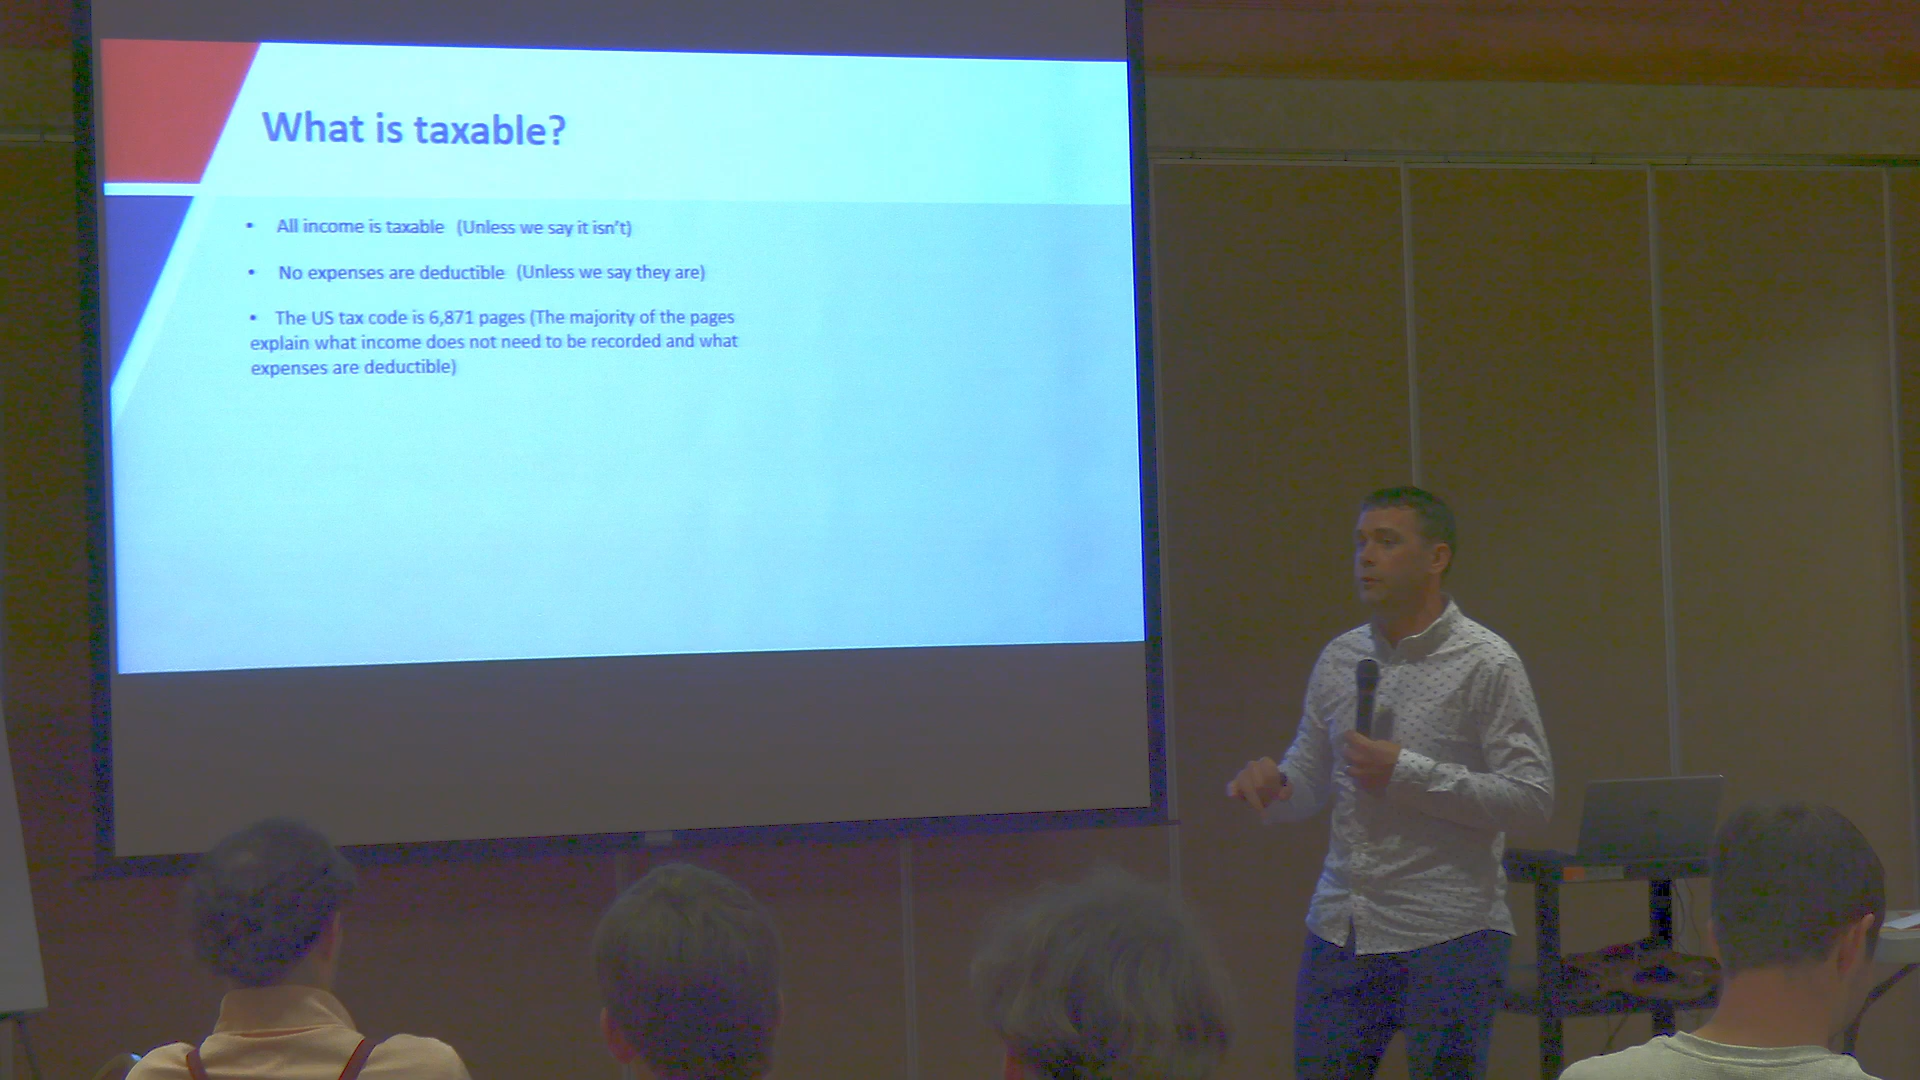 What is taxable?
• All income is taxable (Unless we say it isn't)
• No expenses are deductible (Unless we say they are)
• The US tax code is 6,871 pages (The majority of the pages
explain what income does not need to be recorded and what
expenses are deductible)